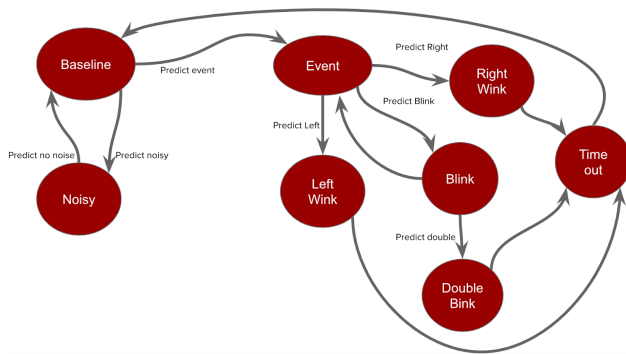 Baseline
Predict event
Event
Predict Right
Right
Wink
Predict Blink
Predict Left
Predict no noise
Predict noisy
Noisy
Left
Wink
Blink
Time
out
Predict double
Double
Bink